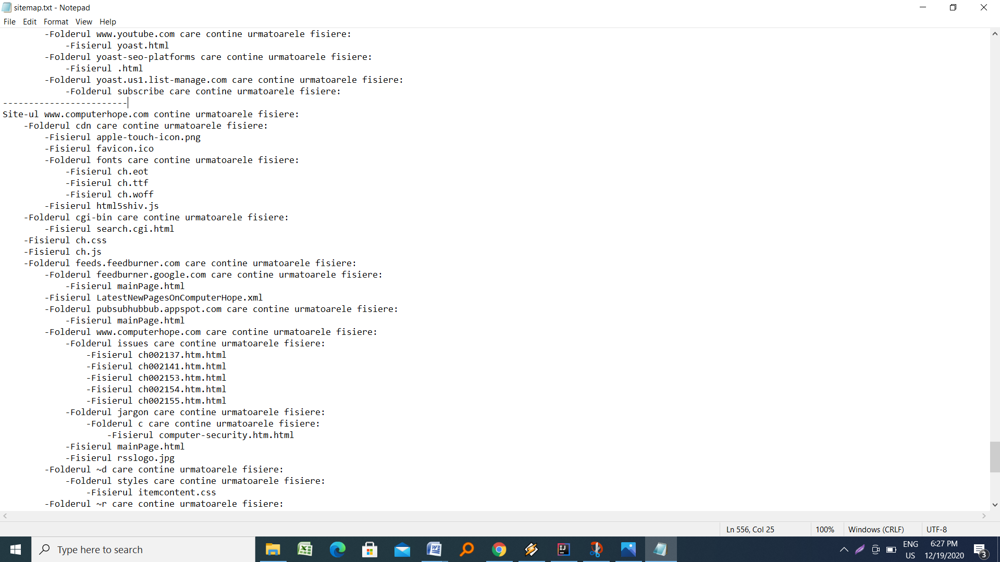 sitemap.txt - Notepad
File Edit Format View Help
        -Folderul www.youtube.com care contine urmatoarele fisiere:
            -Fisierul yoast.html
        -Folderul yoast-seo-platforms care contine urmatoarele fisiere:
            -Fisierul .html
        -Folderul yoast.us1.list-manage.com care contine urmatoarele fisiere:
            -Folderul subscribe care contine urmatoarele fisiere:
------------------------
Site-ul www.computerhope.com contine urmatoarele fisiere:
    -Folderul cdn care contine urmatoarele fisiere:
        -Fisierul apple-touch-icon.png
        -Fisierul favicon.ico
        -Folderul fonts care contine urmatoarele fisiere:
            -Fisierul ch.eot
            -Fisierul ch.ttf
            -Fisierul ch.woff
        -Fisierul html5shiv.js
    -Folderul cgi-bin care contine urmatoarele fisiere:
        -Fisierul search.cgi.html
    -Fisierul ch.css
    -Fisierul ch.js
    -Folderul feeds.feedburner.com care contine urmatoarele fisiere:
        -Folderul feedburner.google.com care contine urmatoarele fisiere:
            -Fisierul mainPage.html
        -Fisierul LatestNewPagesOnComputerHope.xml
        -Folderul pubsubhubbub.appspot.com care contine urmatoarele fisiere:
            -Fisierul mainPage.html
        -Folderul www.computerhope.com care contine urmatoarele fisiere:
            -Folderul issues care contine urmatoarele fisiere:
                -Fisierul ch002137.htm.html
                -Fisierul ch002141.htm.html
                -Fisierul ch002153.htm.html
                -Fisierul ch002154.htm.html
                -Fisierul ch002155.htm.html
            -Folderul jargon care contine urmatoarele fisiere:
                -Folderul c care contine urmatoarele fisiere:
                    -Fisierul computer-security.htm.html
            -Fisierul mainPage.html
            -Fisierul rsslogo.jpg
        -Folderul ~d care contine urmatoarele fisiere:
            -Folderul styles care contine urmatoarele fisiere:
                -Fisierul itemcontent.css
        -Folderul ~r care contine urmatoarele fisiere:
Ln 556, Col 25 100% Windows (CRLF) UTF-8
Type here to search
ENG 6:27 PM
US 12/19/2020 3